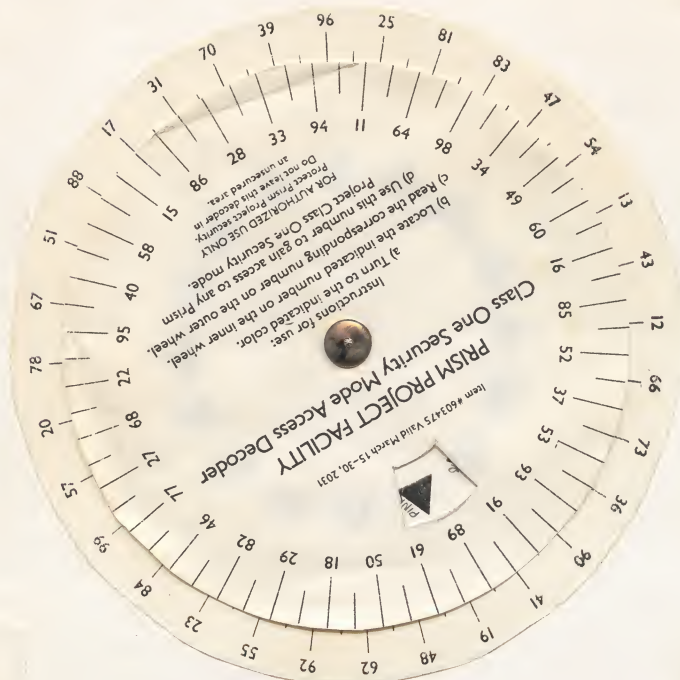 PRISM PROJECT FACILITY
Class One Security Mode Access Decoder
Item #603475 Valid March 15-30, 2031
Instructions for use:
a) Turn to the indicated color.
b) Locate the indicated number on the inner wheel.
c) Read the corresponding number on the outer wheel.
d) Use this number to gain access to any Prism
Project Class One Security mode.
FOR AUTHORIZED USE ONLY
Protect Prism Project security.
Do not leave this decoder in
an unsecured area.
96 25 81 83 47 54 13 43 12 66 73 36 90 41 19 48 62 92 55 23 84 99 57 20 78 67 51 88 17 31 70 39
94 11 64 98 34 49 60 16 85 52 37 53 93 91 89 61 50 18 29 82 46 77 27 68 22 95 40 58 15 86 28 33